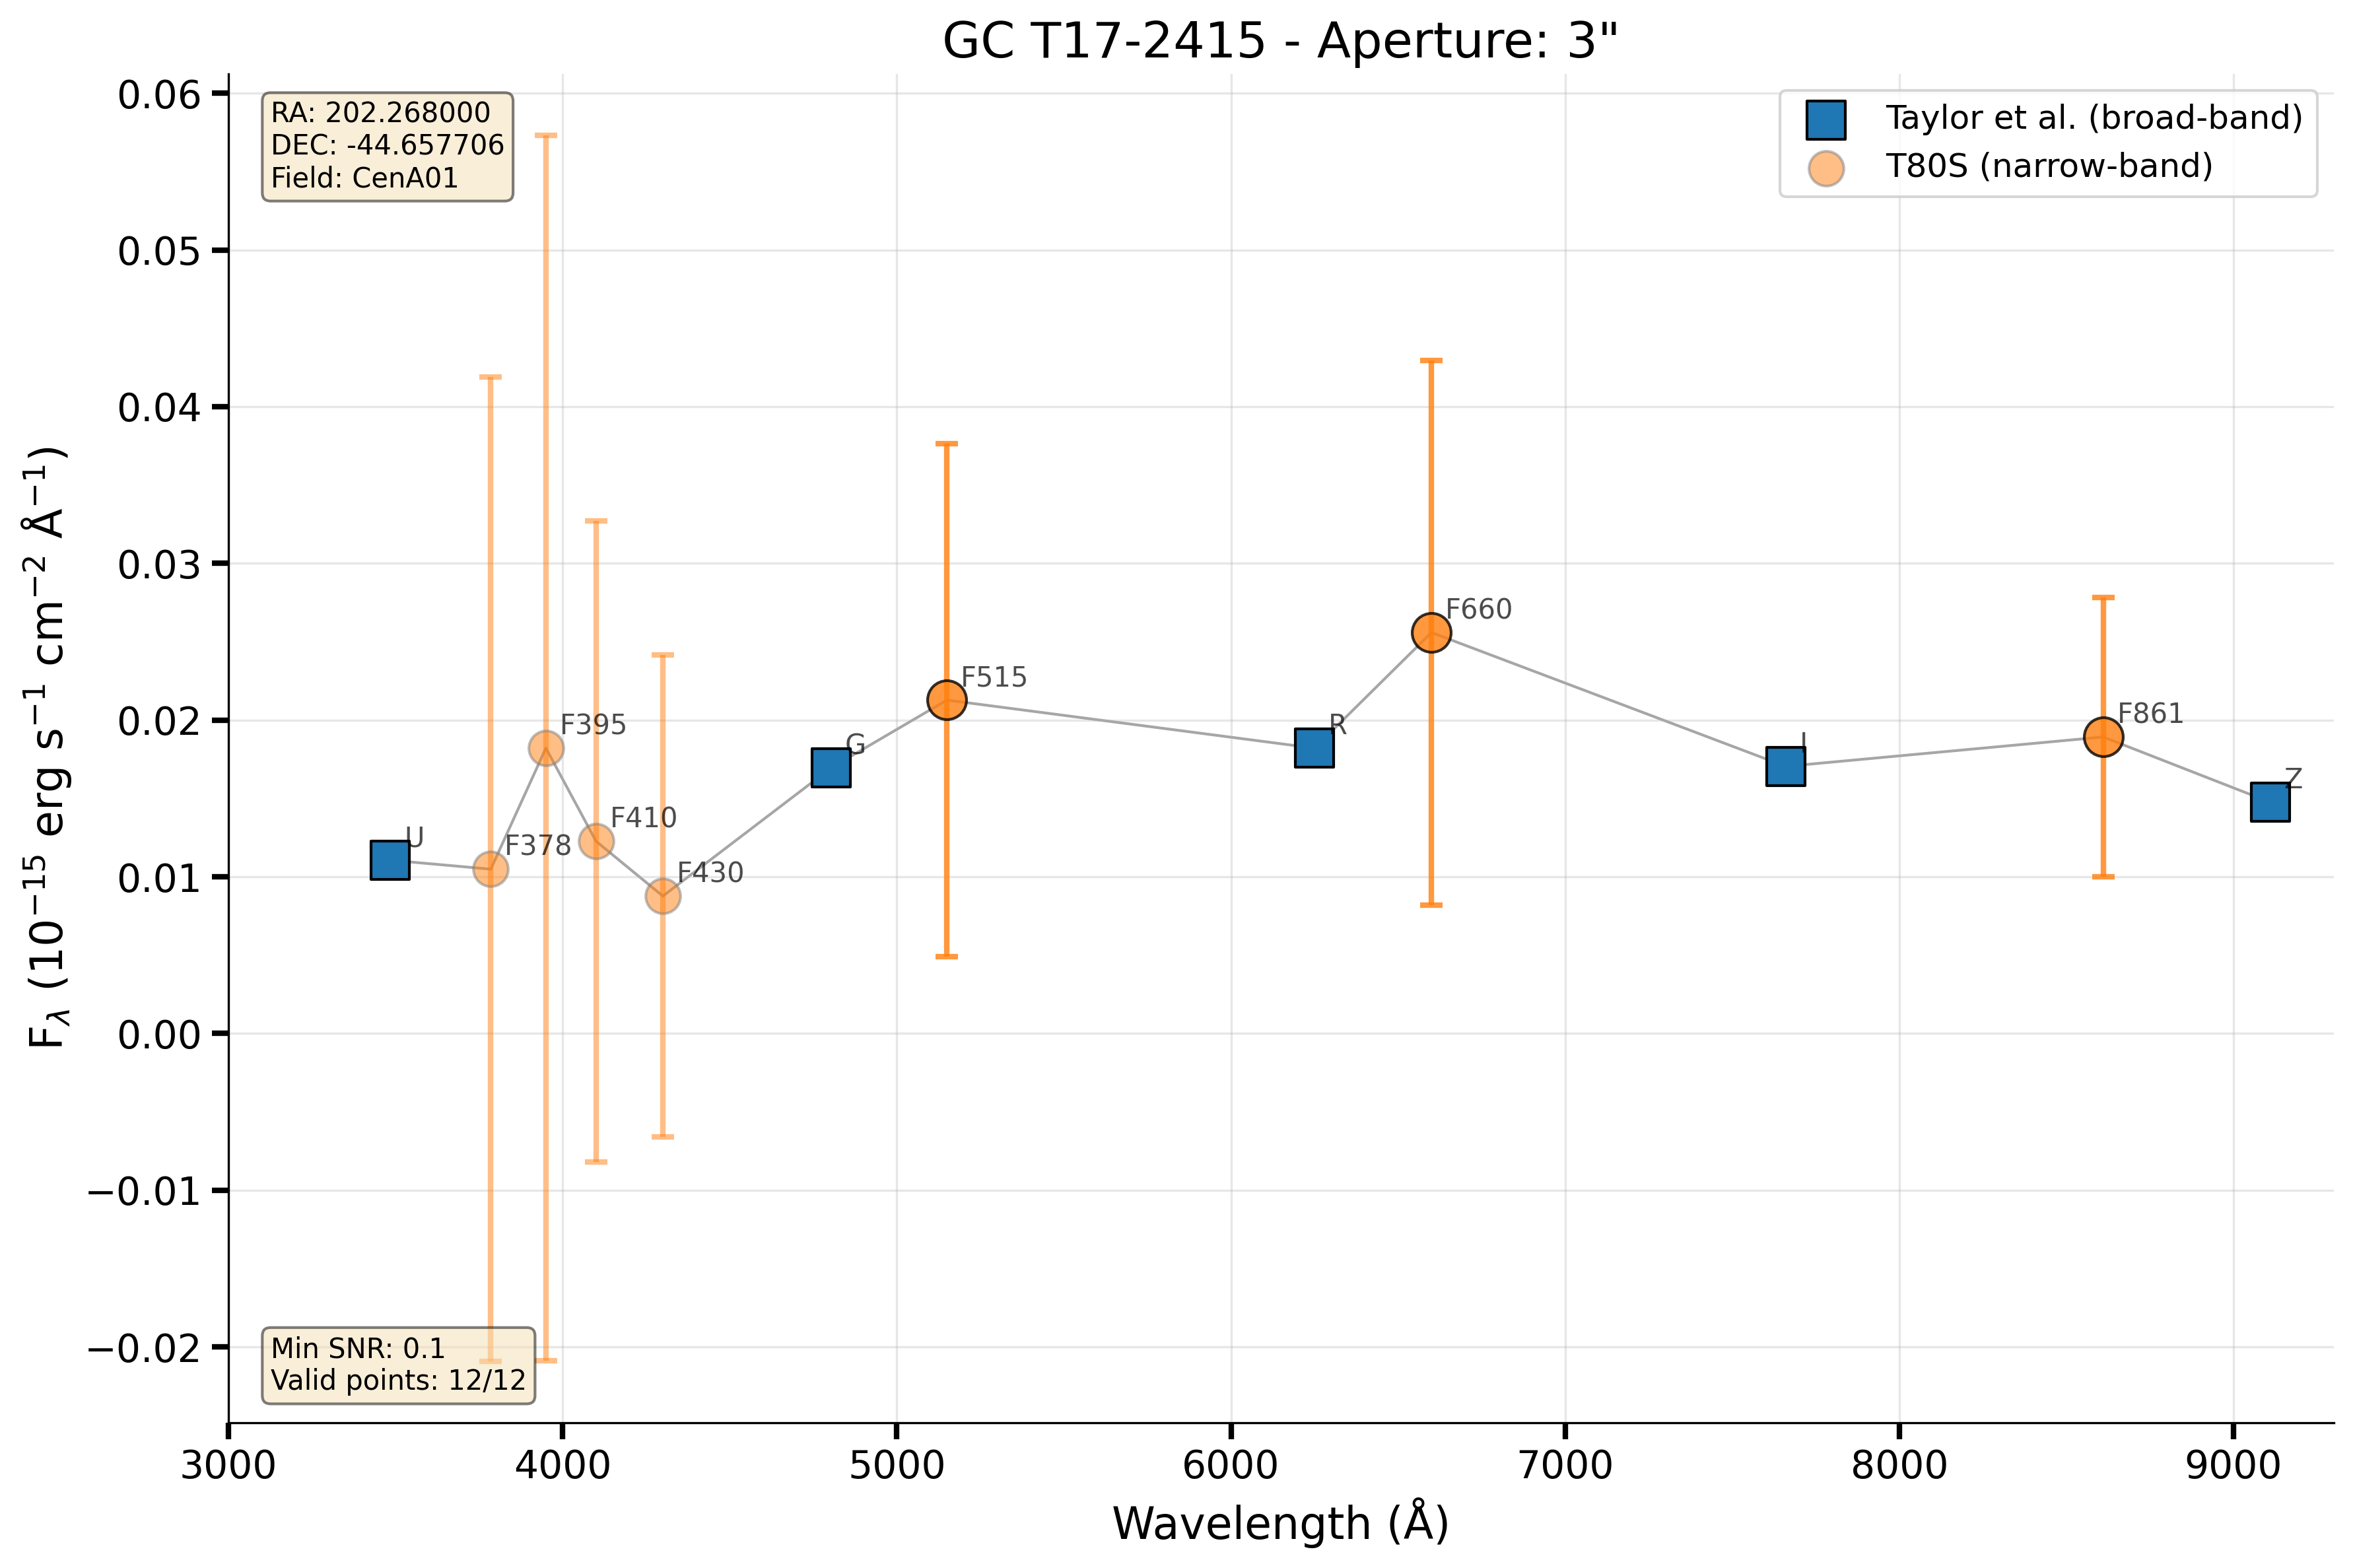 GC T17-2415 - Aperture: 3"
RA: 202.268000
DEC: -44.657706
Field: CenA01
Taylor et al. (broad-band)
T80S (narrow-band)
0.06
0.05
0.04
0.03
0.02
0.01
0.00
−0.01
−0.02
F_λ (10⁻¹⁵ erg s⁻¹ cm⁻² Å⁻¹)
U
F378
F395
F410
F430
G
F515
R
F660
I
F861
Z
Min SNR: 0.1
Valid points: 12/12
3000 4000 5000 6000 7000 8000 9000
Wavelength (Å)